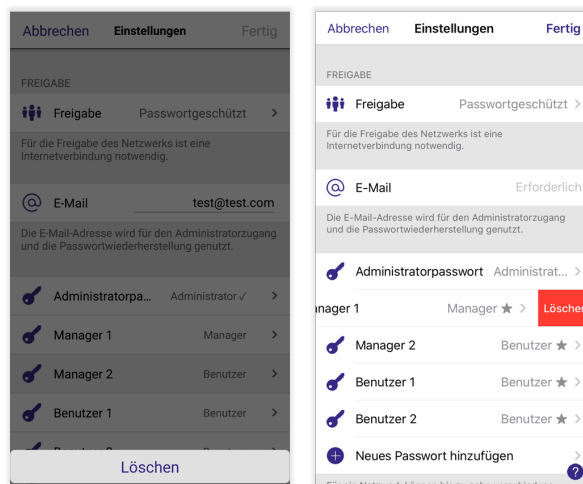 Abbrechen Einstellungen Fertig
FREIGABE
Freigabe Passwortgeschützt
Für die Freigabe des Netzwerks ist eine
Internetverbindung notwendig.
E-Mail test@test.com
Die E-Mail-Adresse wird für den Administratorzugang
und die Passwortwiederherstellung genutzt.
Administratorpa... Administrator ✓
Manager 1 Manager
Manager 2 Benutzer
Benutzer 1 Benutzer
Löschen
Abbrechen Einstellungen Fertig
FREIGABE
Freigabe Passwortgeschützt
Für die Freigabe des Netzwerks ist eine
Internetverbindung notwendig.
E-Mail Erforderlich
Die E-Mail-Adresse wird für den Administratorzugang
und die Passwortwiederherstellung genutzt.
Administratorpasswort Administrat...
nager 1 Manager ★ Löschen
Manager 2 Benutzer ★
Benutzer 1 Benutzer ★
Benutzer 2 Benutzer ★
Neues Passwort hinzufügen
?